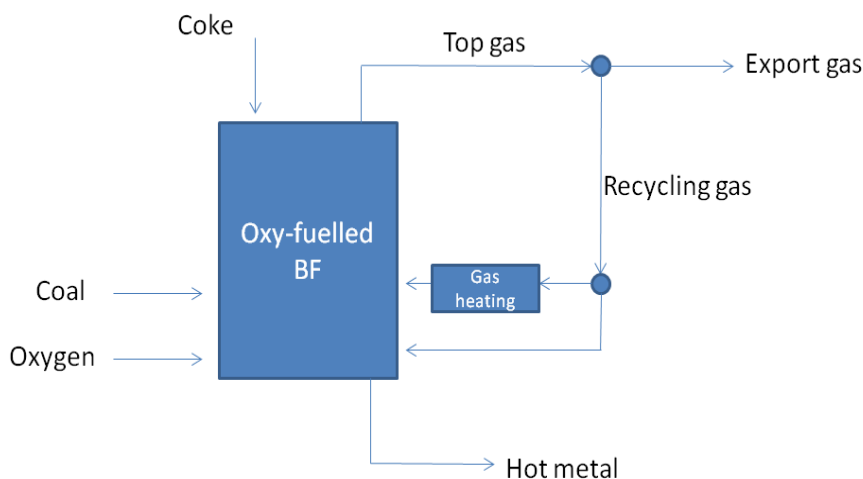 Coke
Top gas
Export gas
Recycling gas
Oxy-fuelled
BF
Gas
heating
Coal
Oxygen
Hot metal